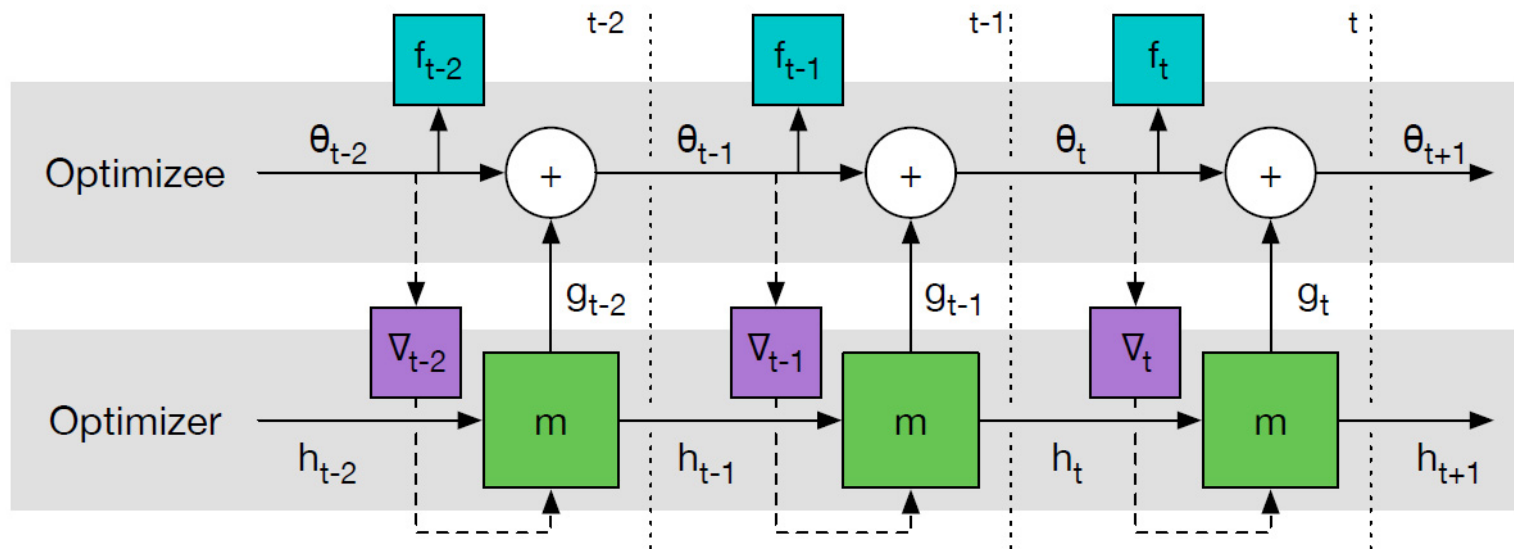 t-2 t-1 t
f_{t-2} f_{t-1} f_t
θ_{t-2} θ_{t-1} θ_t θ_{t+1}
Optimizee + + +
g_{t-2} g_{t-1} g_t
∇_{t-2} ∇_{t-1} ∇_t
Optimizer m m m
h_{t-2} h_{t-1} h_t h_{t+1}